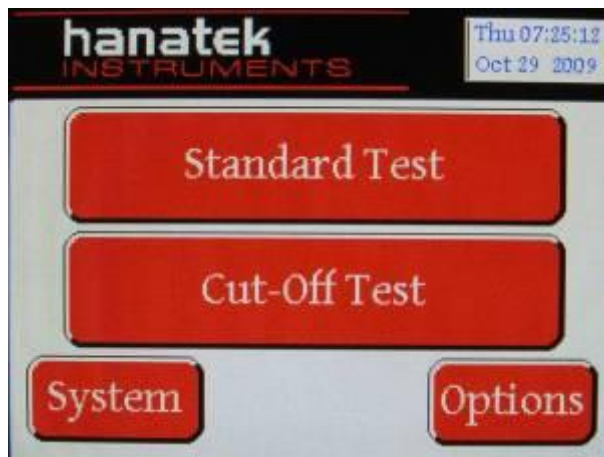 hanatek
INSTRUMENTS
Thu 07:25:12
Oct 29 2009
Standard Test
Cut-Off Test
System
Options